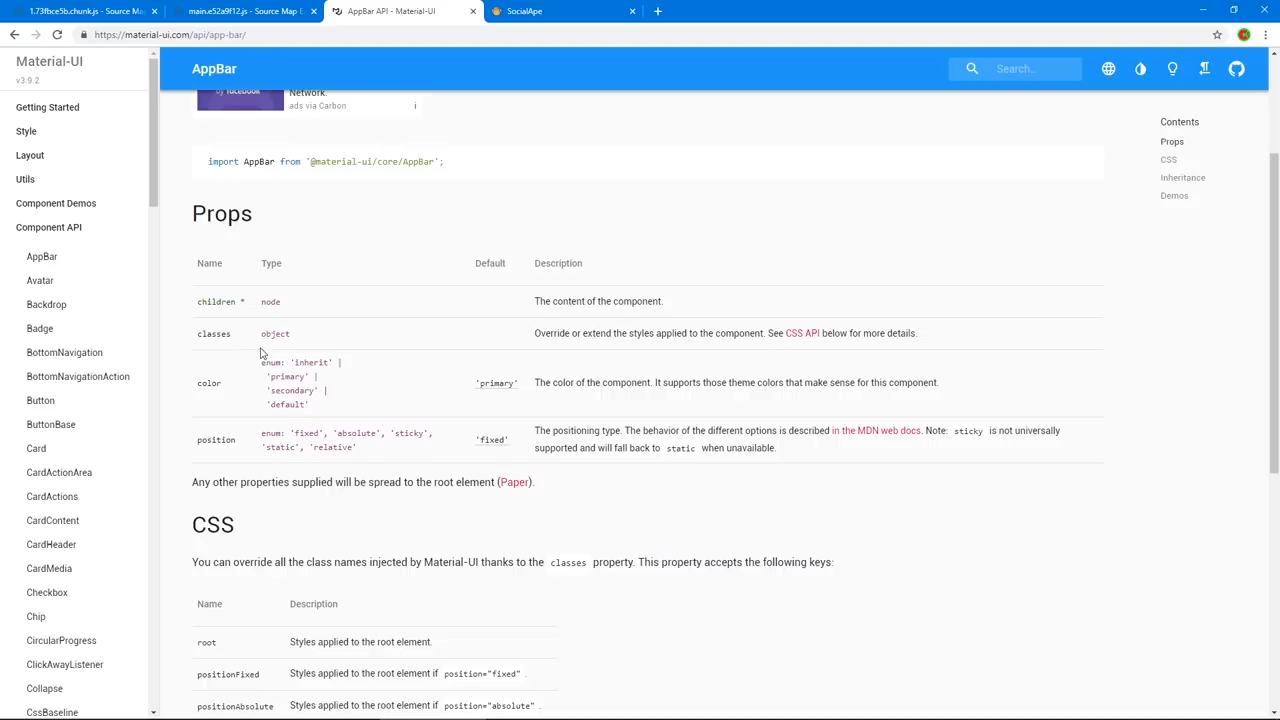 1.73fbce5b.chunk.js - Source Ma
main.e52a9f12.js - Source Map E
AppBar API - Material-UI
SocialApe
https://material-ui.com/api/app-bar/
Material-UI
v3.9.2
Getting Started
Style
Layout
Utils
Component Demos
Component API
AppBar
Avatar
Backdrop
Badge
BottomNavigation
BottomNavigationAction
Button
ButtonBase
Card
CardActionArea
CardActions
CardContent
CardHeader
CardMedia
Checkbox
Chip
CircularProgress
ClickAwayListener
Collapse
CssBaseline
AppBar
Search...
by facebook
Network.
ads via Carbon
i
import AppBar from '@material-ui/core/AppBar';
Props
Name Type Default Description
children * node The content of the component.
classes object Override or extend the styles applied to the component. See CSS API below for more details.
color enum: 'inherit' |
'primary' |
'secondary' |
'default'
'primary' The color of the component. It supports those theme colors that make sense for this component.
position enum: 'fixed', 'absolute', 'sticky',
'static', 'relative'
'fixed' The positioning type. The behavior of the different options is described in the MDN web docs. Note: sticky is not universally
supported and will fall back to static when unavailable.
Any other properties supplied will be spread to the root element (Paper).
CSS
You can override all the class names injected by Material-UI thanks to the classes property. This property accepts the following keys:
Name Description
root Styles applied to the root element.
positionFixed Styles applied to the root element if position="fixed".
positionAbsolute Styles applied to the root element if position="absolute".
Contents
Props
CSS
Inheritance
Demos